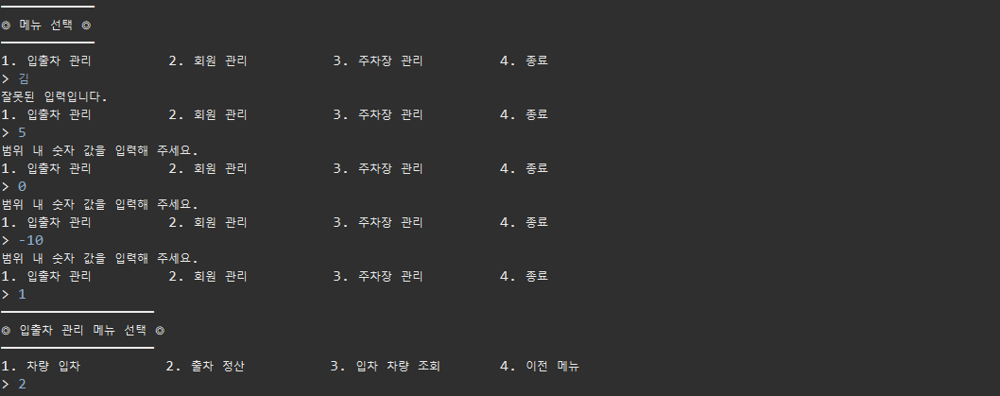 ◎ 메뉴 선택 ◎
1. 입출차 관리 2. 회원 관리 3. 주차장 관리 4. 종료
> 김
잘못된 입력입니다.
1. 입출차 관리 2. 회원 관리 3. 주차장 관리 4. 종료
> 5
범위 내 숫자 값을 입력해 주세요.
1. 입출차 관리 2. 회원 관리 3. 주차장 관리 4. 종료
> 0
범위 내 숫자 값을 입력해 주세요.
1. 입출차 관리 2. 회원 관리 3. 주차장 관리 4. 종료
> -10
범위 내 숫자 값을 입력해 주세요.
1. 입출차 관리 2. 회원 관리 3. 주차장 관리 4. 종료
> 1
◎ 입출차 관리 메뉴 선택 ◎
1. 차량 입차 2. 출차 정산 3. 입차 차량 조회 4. 이전 메뉴
> 2